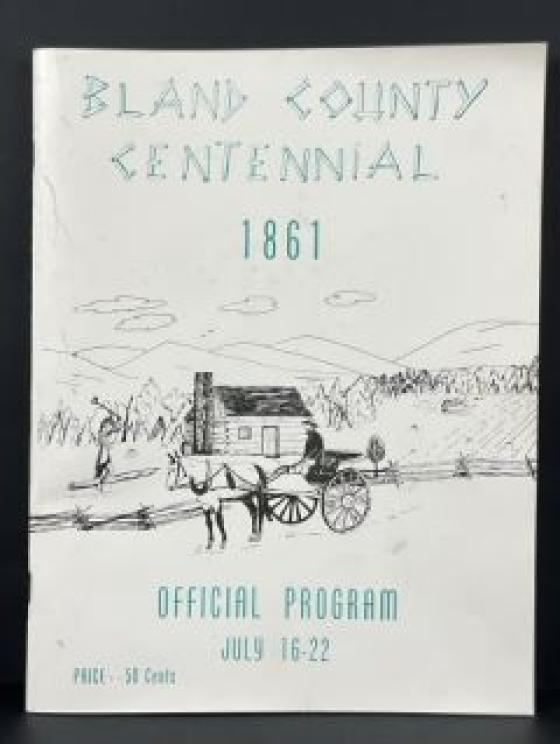 BLAND COUNTY
CENTENNIAL
1861
OFFICIAL PROGRAM
JULY 16-22
PRICE - - 50 Cents